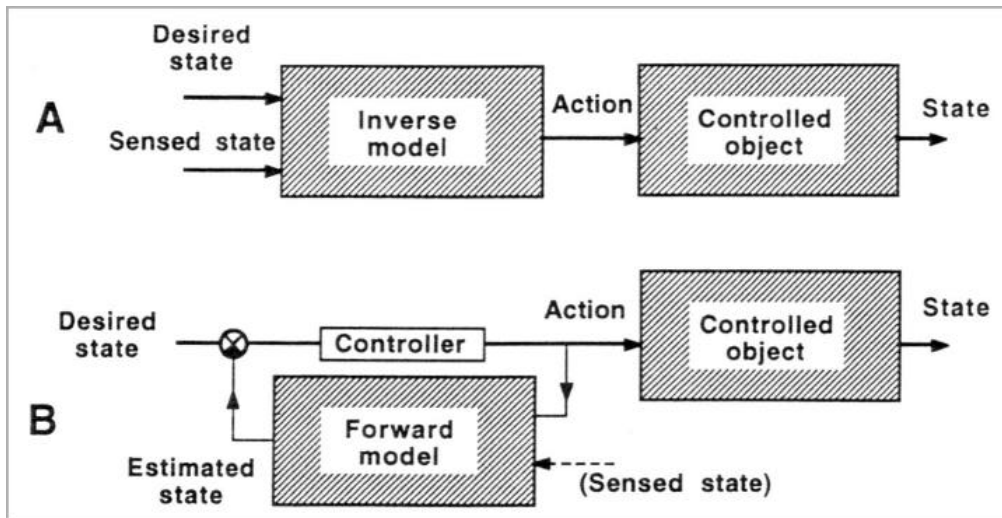 Desired
state
A
Sensed state
Inverse
model
Action
Controlled
object
State
Desired
state
Controller
Action
Controlled
object
State
B
Estimated
state
Forward
model
(Sensed state)